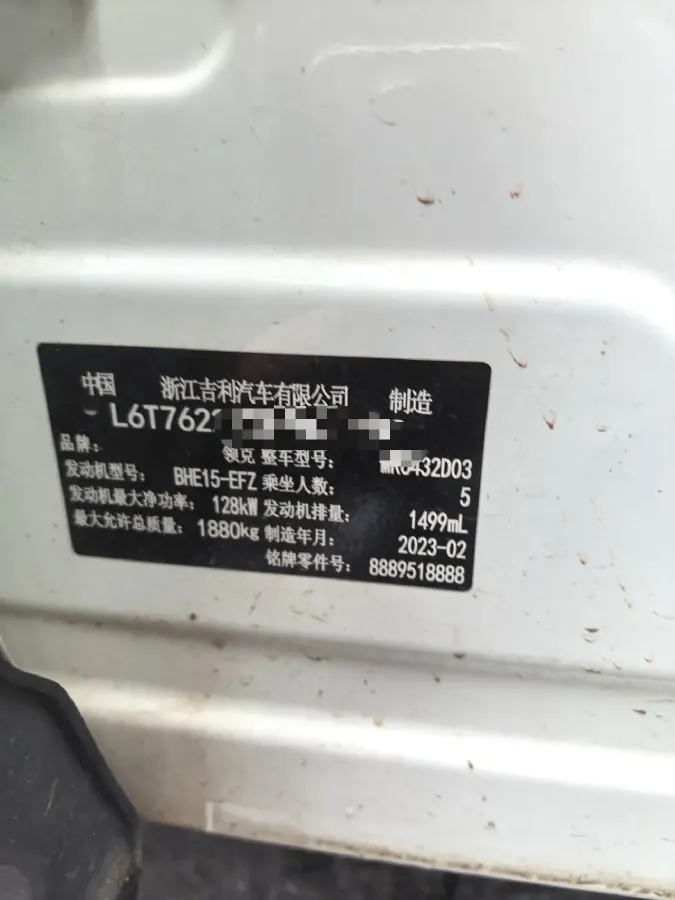 中国 浙江吉利汽车有限公司 制造
L6T762
品牌： 领克 整车型号： 432D03
发动机型号： BHE15-EFZ 乘坐人数： 5
发动机最大净功率： 128kW 发动机排量： 1499mL
最大允许总质量： 1880kg 制造年月： 2023-02
铭牌零件号： 8889518888